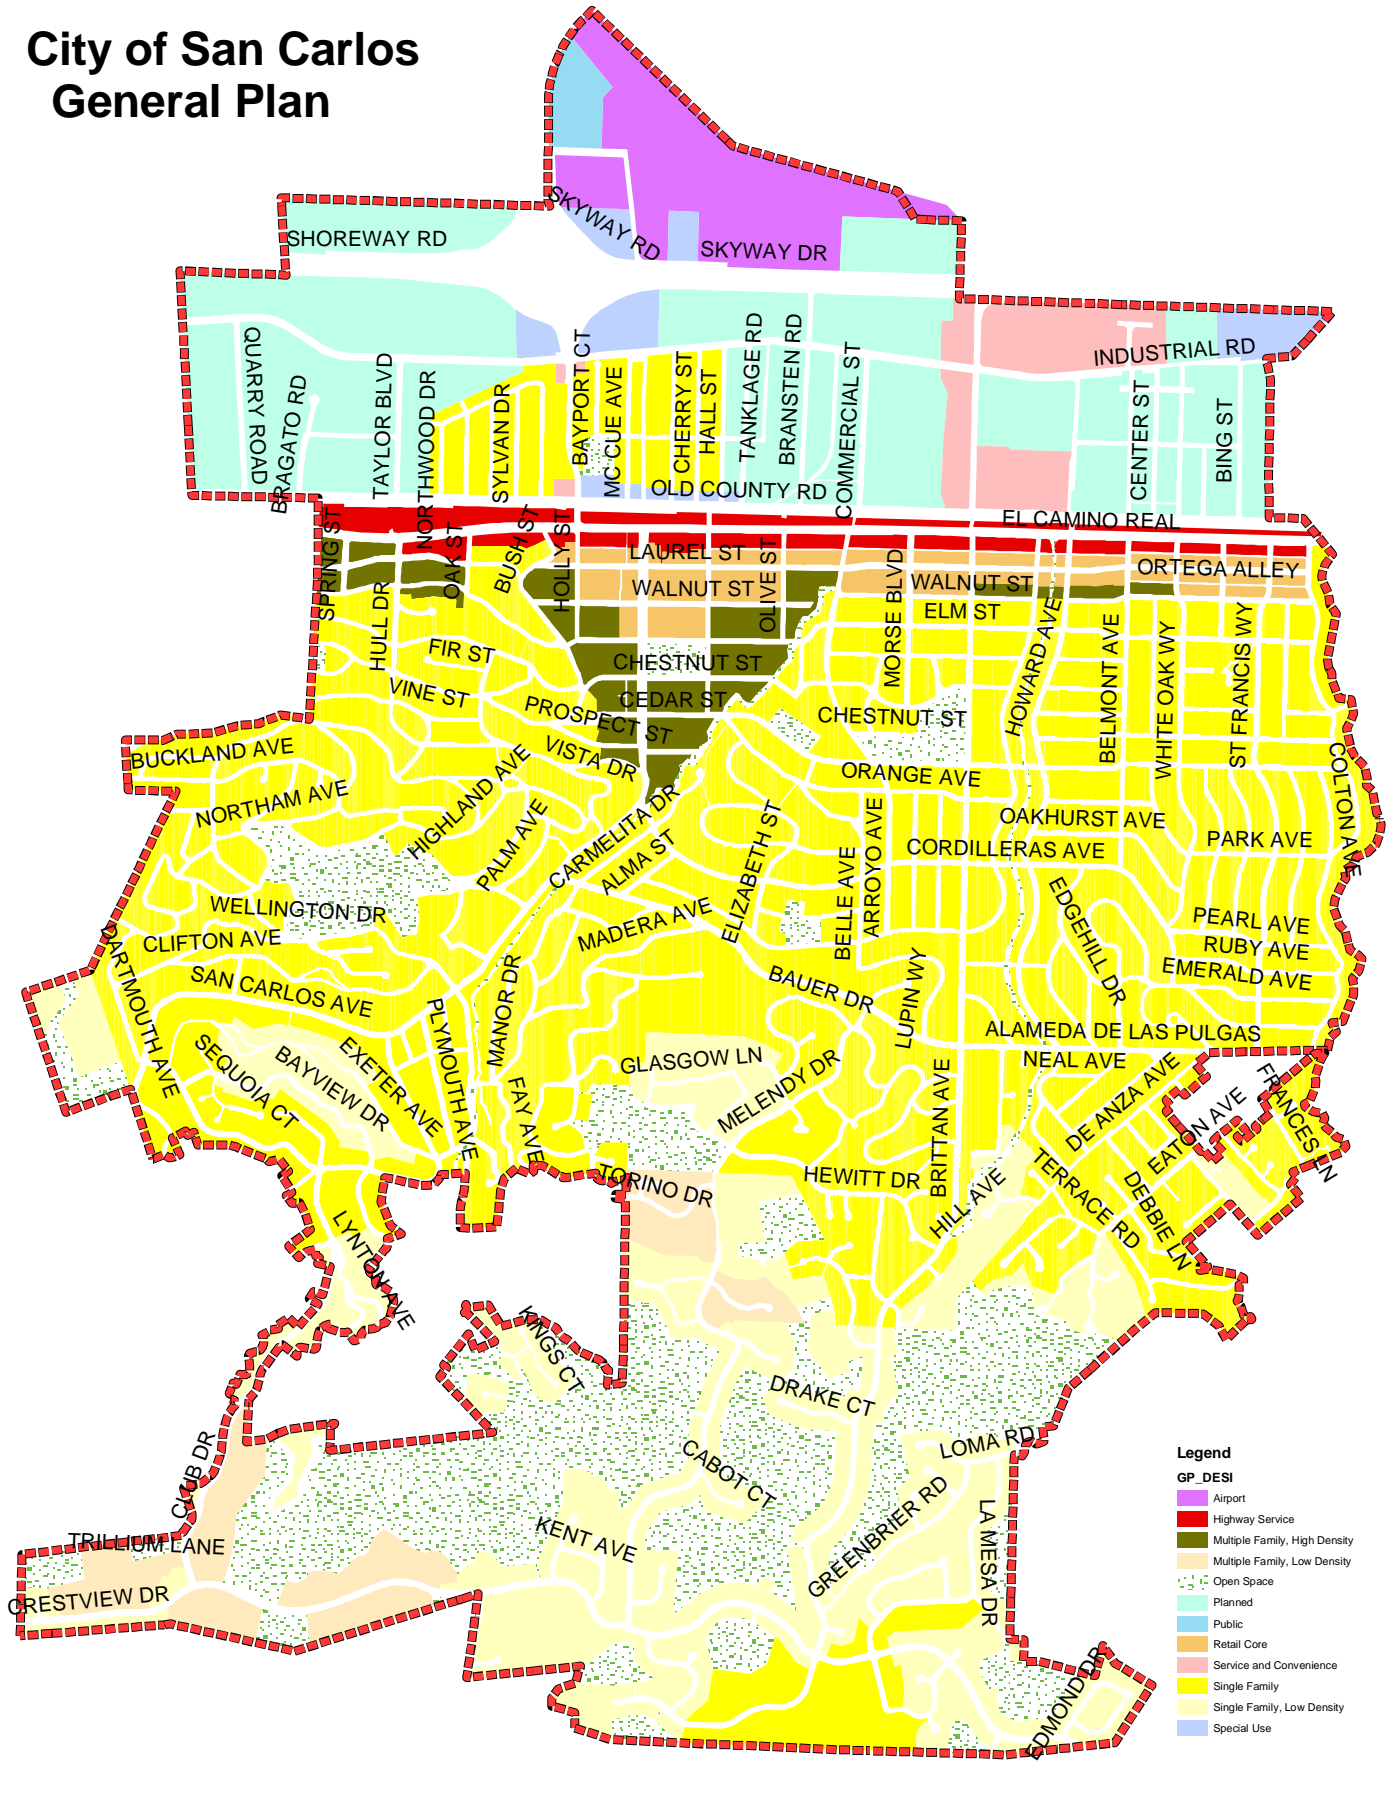 City of San Carlos
General Plan
SKYWAY RD
SHOREWAY RD
SKYWAY DR
QUARRY ROAD
BRAGATO RD
TAYLOR BLVD
NORTHWOOD DR
SYLVAN DR
BAYPORT CT
MC CUE AVE
CHERRY ST
HALL ST
TANKLAGE RD
BRANSTEN RD
COMMERCIAL ST
INDUSTRIAL RD
CENTER ST
BING ST
OLD COUNTY RD
EL CAMINO REAL
SPRING ST
OAK ST
BUSH ST
HOLLY ST
LAUREL ST
WALNUT ST
OLIVE ST
MORSE BLVD
WALNUT ST
ORTEGA ALLEY
ELM ST
HULL DR
FIR ST
VINE ST
CHESTNUT ST
CEDAR ST
PROSPECT ST
VISTA DR
CHESTNUT ST
HOWARD AVE
BELMONT AVE
WHITE OAK WY
ST FRANCIS WY
COLTON AVE
BUCKLAND AVE
NORTHAM AVE
HIGHLAND AVE
PALM AVE
CARMELITA DR
ALMA ST
ELIZABETH ST
ORANGE AVE
OAKHURST AVE
PARK AVE
CORDILLERAS AVE
BELLE AVE
ARROYO AVE
WELLINGTON DR
CLIFTON AVE
DARTMOUTH AVE
SAN CARLOS AVE
MADERA AVE
MANOR DR
PLYMOUTH AVE
BAUER DR
LUPIN WY
EDGEHILL DR
PEARL AVE
RUBY AVE
EMERALD AVE
ALAMEDA DE LAS PULGAS
NEAL AVE
SEQUOIA CT
BAYVIEW DR
EXETER AVE
FAY AVE
GLASGOW LN
MELENDY DR
BRITTAN AVE
DE ANZA AVE
EATON AVE
FRANCES LN
TORINO DR
HEWITT DR
HILL AVE
TERRACE RD
DEBBIE LN
LYNTON AVE
KINGS CT
DRAKE CT
CABOT CT
LOMA RD
CLUB DR
TRILLIUM LANE
CRESTVIEW DR
KENT AVE
GREENBRIER RD
LA MESA DR
EDMOND DR
Legend
GP_DESI
Airport
Highway Service
Multiple Family, High Density
Multiple Family, Low Density
Open Space
Planned
Public
Retail Core
Service and Convenience
Single Family
Single Family, Low Density
Special Use